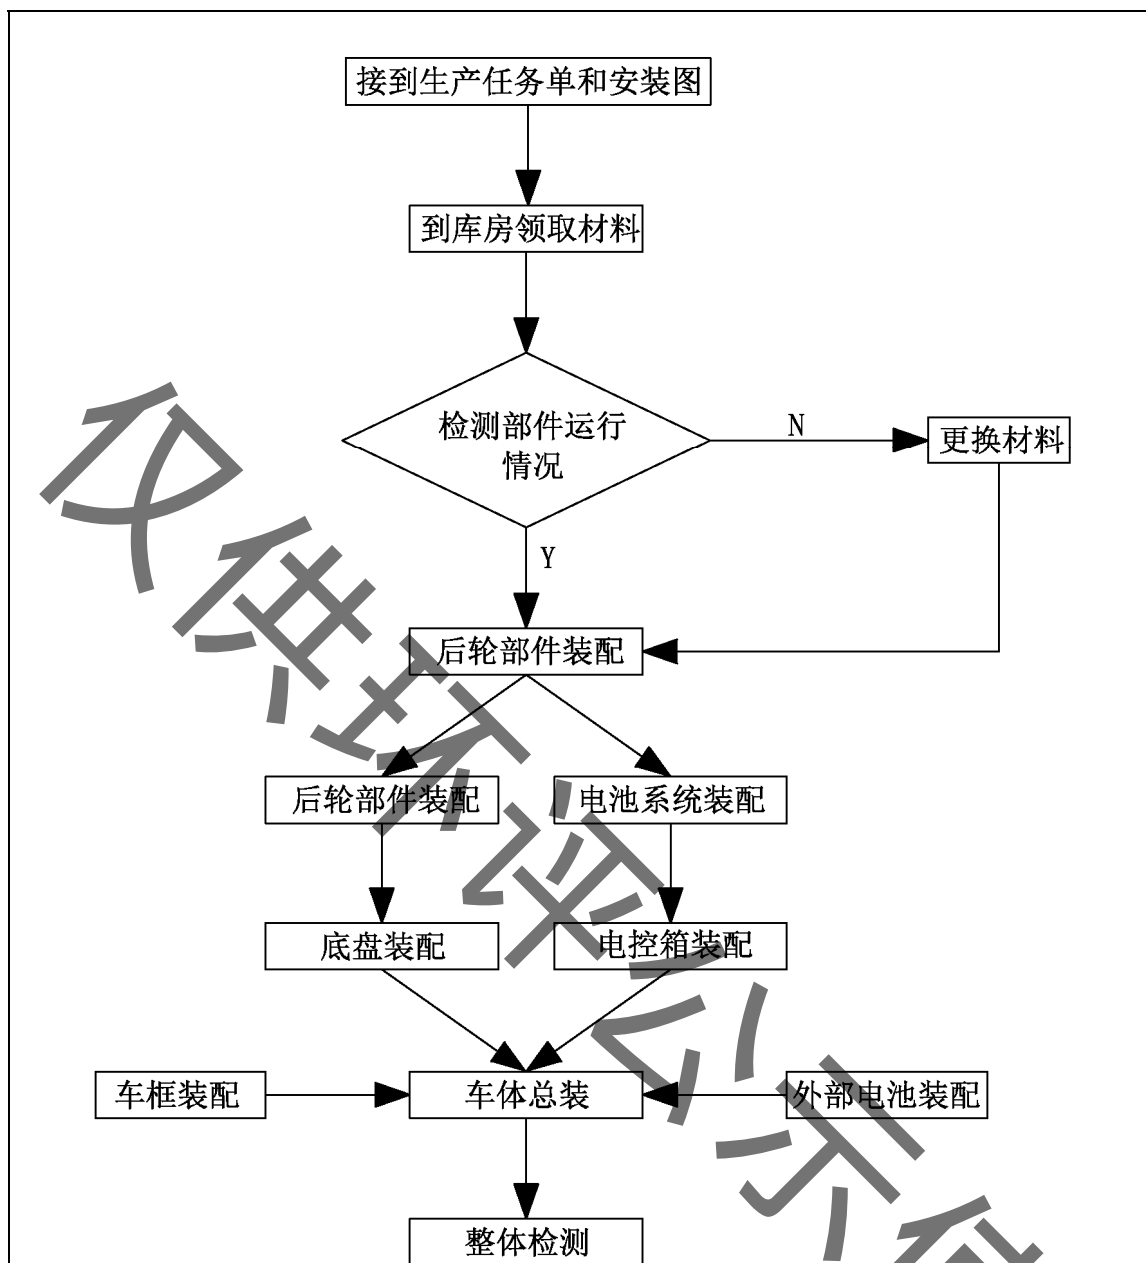 接到生产任务单和安装图
到库房领取材料
检测部件运行
情况
N
更换材料
Y
后轮部件装配
后轮部件装配
电池系统装配
底盘装配
电控箱装配
车框装配
车体总装
外部电池装配
整体检测
仅供环评公示使